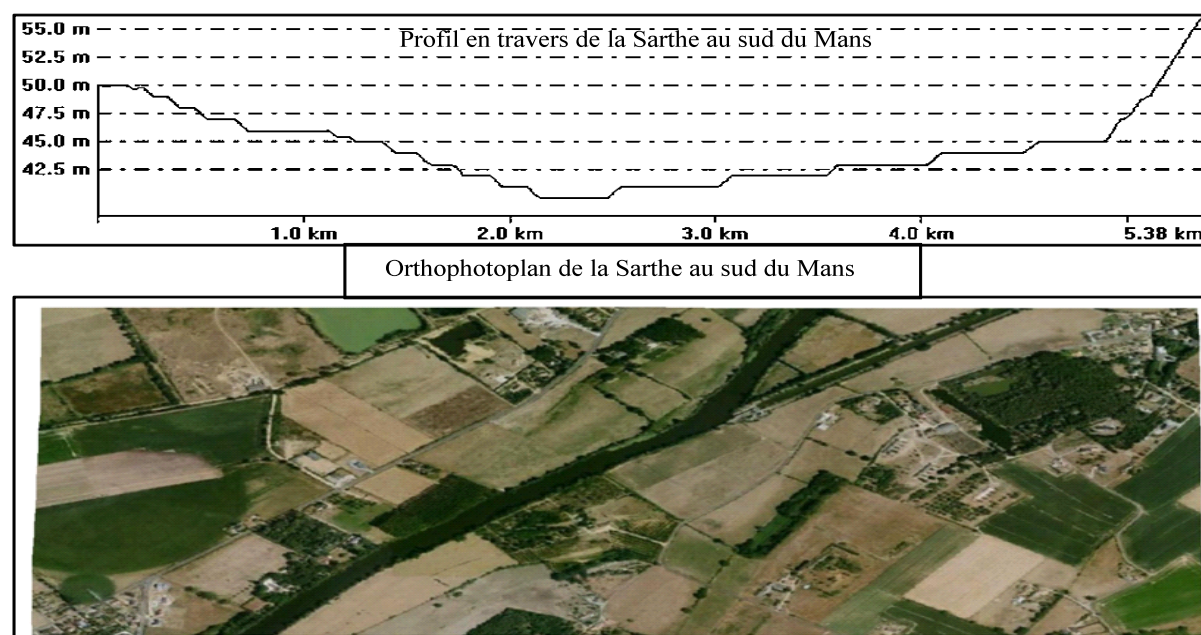 55.0 m
Profil en travers de la Sarthe au sud du Mans
52.5 m
50.0 m
47.5 m
45.0 m
42.5 m
1.0 km 2.0 km 3.0 km 4.0 km 5.38 km
Orthophotoplan de la Sarthe au sud du Mans